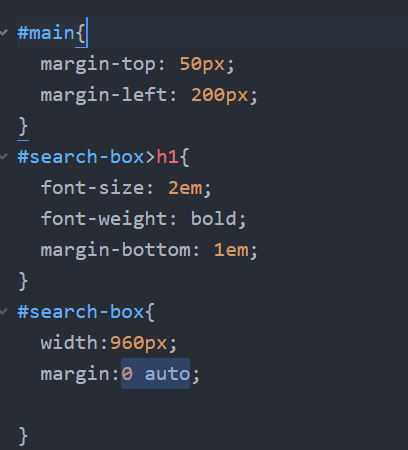 #main{
margin-top: 50px;
margin-left: 200px;
}
#search-box>h1{
font-size: 2em;
font-weight: bold;
margin-bottom: 1em;
}
#search-box{
width:960px;
margin:0 auto;
}